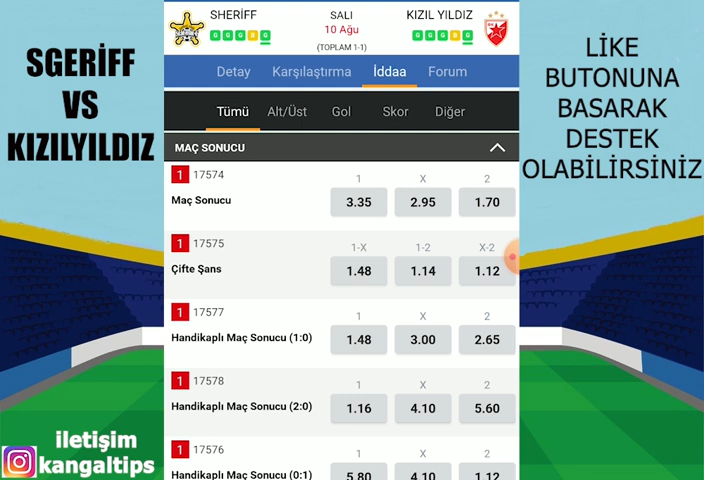 SGERİFF
VS
KIZILYILDIZ
SHERİFF
G G G B G
SALI
10 Ağu
(TOPLAM 1-1)
KIZIL YILDIZ
G G G B G
Detay Karşılaştırma İddaa Forum
Tümü Alt/Üst Gol Skor Diğer
MAÇ SONUCU
1 17574 1 X 2
Maç Sonucu 3.35 2.95 1.70
1 17575 1-X 1-2 X-2
Çifte Şans 1.48 1.14 1.12
1 17577 1 X 2
Handikaplı Maç Sonucu (1:0) 1.48 3.00 2.65
1 17578 1 X 2
Handikaplı Maç Sonucu (2:0) 1.16 4.10 5.60
1 17576 1 X 2
Handikaplı Maç Sonucu (0:1) 5.80 4.10 1.12
LİKE
BUTONUNA
BASARAK
DESTEK
OLABİLİRSİNİZ
iletişim
kangaltips